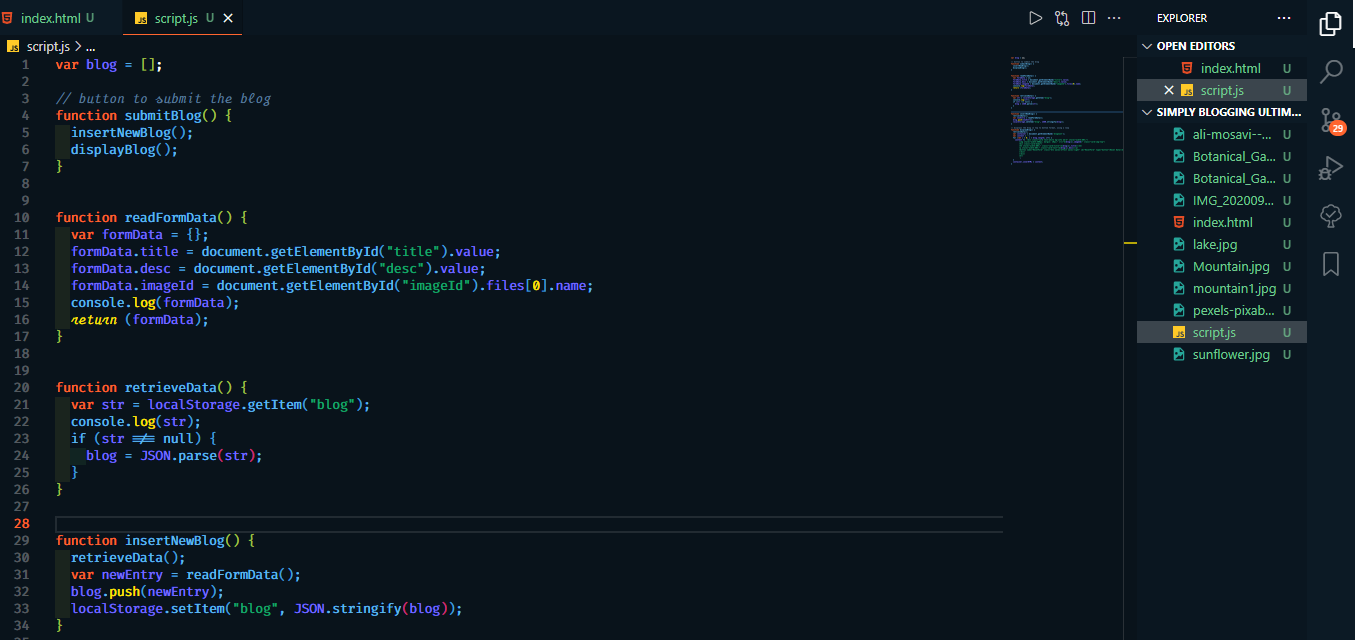 index.html U
JS script.js U
JS script.js > ...
1 var blog = [];
2
3 // button to submit the blog
4 function submitBlog() {
5 insertNewBlog();
6 displayBlog();
7 }
8
9
10 function readFormData() {
11 var formData = {};
12 formData.title = document.getElementById("title").value;
13 formData.desc = document.getElementById("desc").value;
14 formData.imageId = document.getElementById("imageId").files[0].name;
15 console.log(formData);
16 return (formData);
17 }
18
19
20 function retrieveData() {
21 var str = localStorage.getItem("blog");
22 console.log(str);
23 if (str !== null) {
24 blog = JSON.parse(str);
25 }
26 }
27
28
29 function insertNewBlog() {
30 retrieveData();
31 var newEntry = readFormData();
32 blog.push(newEntry);
33 localStorage.setItem("blog", JSON.stringify(blog));
34 }
EXPLORER
OPEN EDITORS
index.html U
JS script.js U
SIMPLY BLOGGING ULTIM...
ali-mosavi--... U
Botanical_Ga... U
Botanical_Ga... U
IMG_202009... U
index.html U
lake.jpg U
Mountain.jpg U
mountain1.jpg U
pexels-pixab... U
JS script.js U
sunflower.jpg U
29